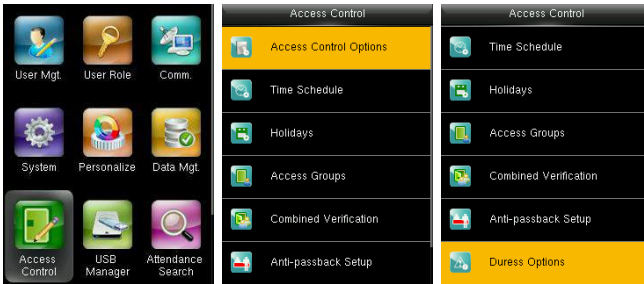 User Mgt.
User Role
Comm.
System
Personalize
Data Mgt.
Access
Control
USB
Manager
Attendance
Search
Access Control
Access Control Options
Time Schedule
Holidays
Access Groups
Combined Verification
Anti-passback Setup
Access Control
Time Schedule
Holidays
Access Groups
Combined Verification
Anti-passback Setup
Duress Options